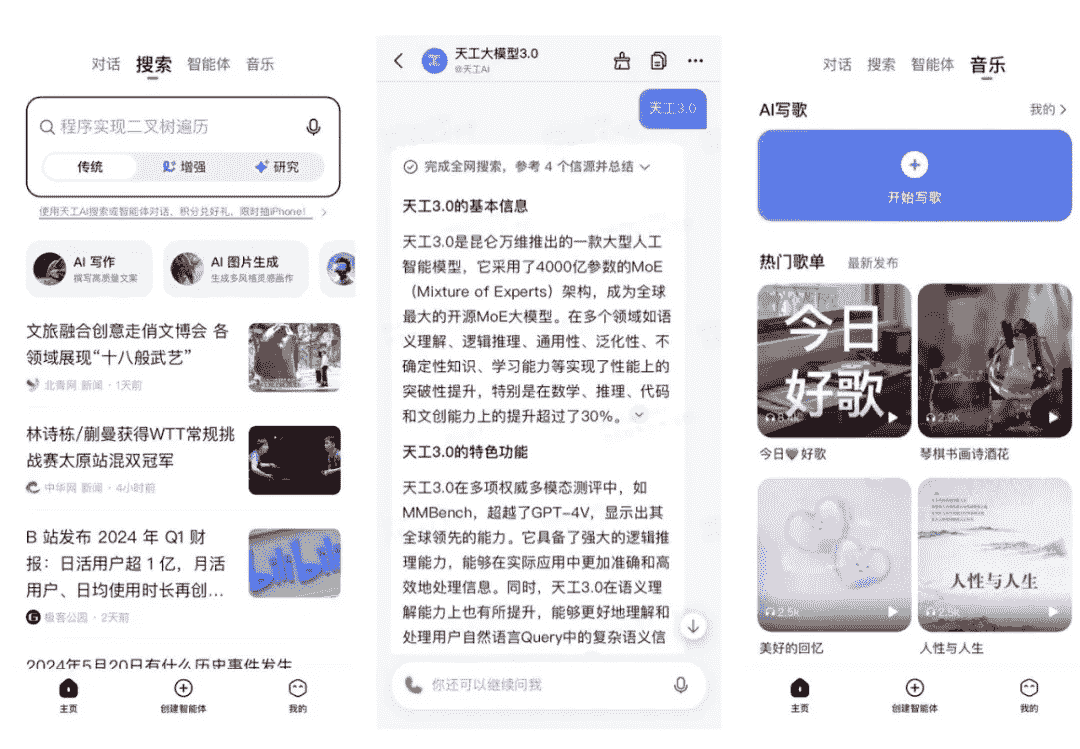 对话 搜索 智能体 音乐
程序实现二叉树遍历
传统 增强 研究
使用天工AI搜索或智能体对话、积分兑好礼、限时抽iPhone!
AI 写作
撰写高质量文案
AI 图片生成
生成多风格灵感画作
文旅融合创意走俏文博会 各
领域展现“十八般武艺”
北青网 新闻 · 1天前
林诗栋/蒯曼获得WTT常规挑
战赛太原站混双冠军
中华网 新闻 · 4小时前
B 站发布 2024 年 Q1 财
报：日活用户超 1 亿，月活
用户、日均使用时长再创...
极客公园 · 2天前
2024年5月20日有什么历史事件发生
主页 创建智能体 我的
天工大模型3.0
@天工AI
天工3.0
完成全网搜索，参考 4 个信源并总结
天工3.0的基本信息
天工3.0是昆仑万维推出的一款大型人工
智能模型，它采用了4000亿参数的MoE
（Mixture of Experts）架构，成为全球
最大的开源MoE大模型。在多个领域如语
义理解、逻辑推理、通用性、泛化性、不
确定性知识、学习能力等实现了性能上的
突破性提升，特别是在数学、推理、代码
和文创能力上的提升超过了30%。
天工3.0的特色功能
天工3.0在多项权威多模态测评中，如
MMBench，超越了GPT-4V，显示出其
全球领先的能力。它具备了强大的逻辑推
理能力，能够在实际应用中更加准确和高
效地处理信息。同时，天工3.0在语义理
解能力上也有所提升，能够更好地理解和
处理用户自然语言Query中的复杂语义信
你还可以继续问我
对话 搜索 智能体 音乐
AI写歌 我的
开始写歌
热门歌单 最新发布
今日
好歌
今日🖤好歌
2.9k
琴棋书画诗酒花
2.5k
美好的回忆
人性与人生
2.5k
人性与人生
主页 创建智能体 我的